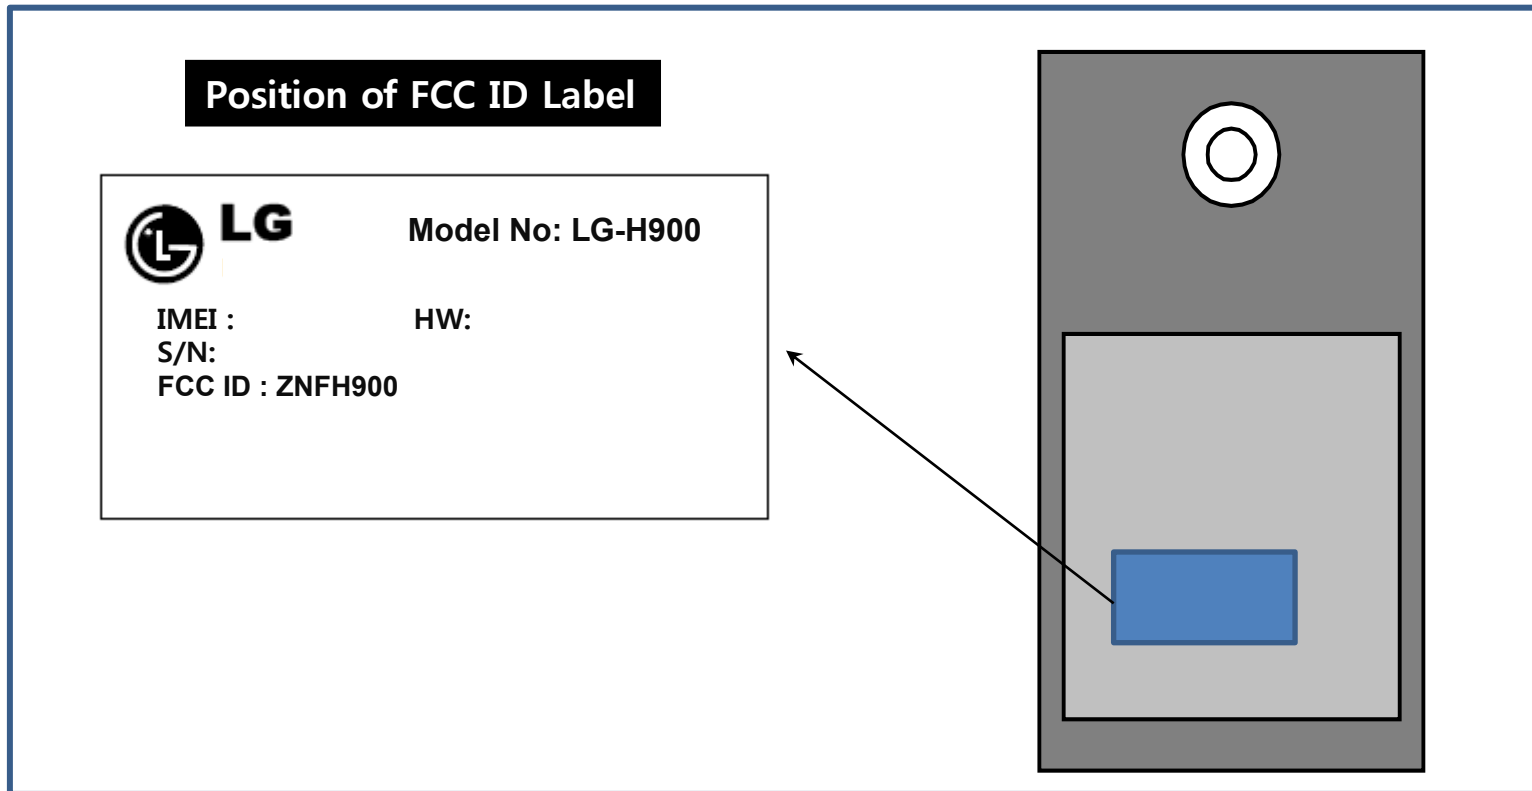 Position of FCC ID Label
LG Model No: LG-H900
IMEI : HW:
S/N:
FCC ID : ZNFH900